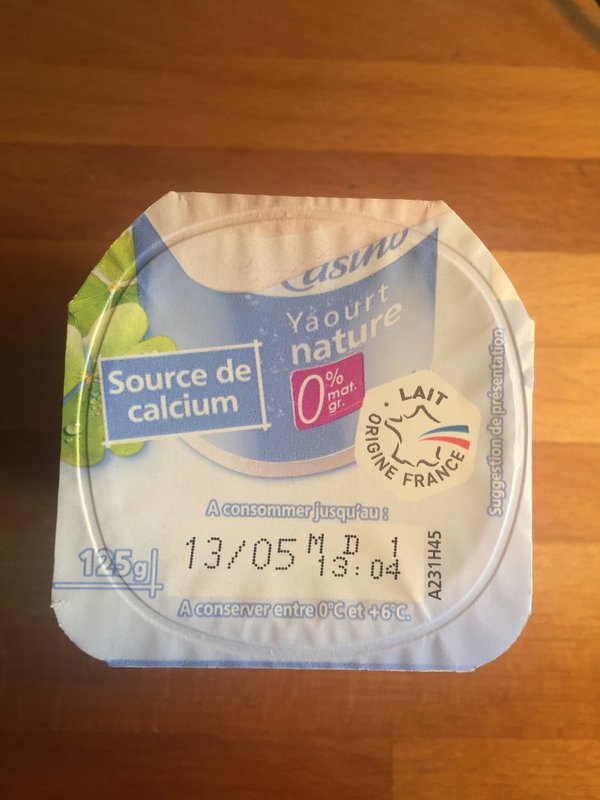 Casino
Yaourt
nature
0% mat. gr.
Source de
calcium
LAIT
ORIGINE FRANCE
Suggestion de présentation
A consommer jusqu'au :
13/05 M D 1
13:04
A231H45
125g
A conserver entre 0°C et +6°C.